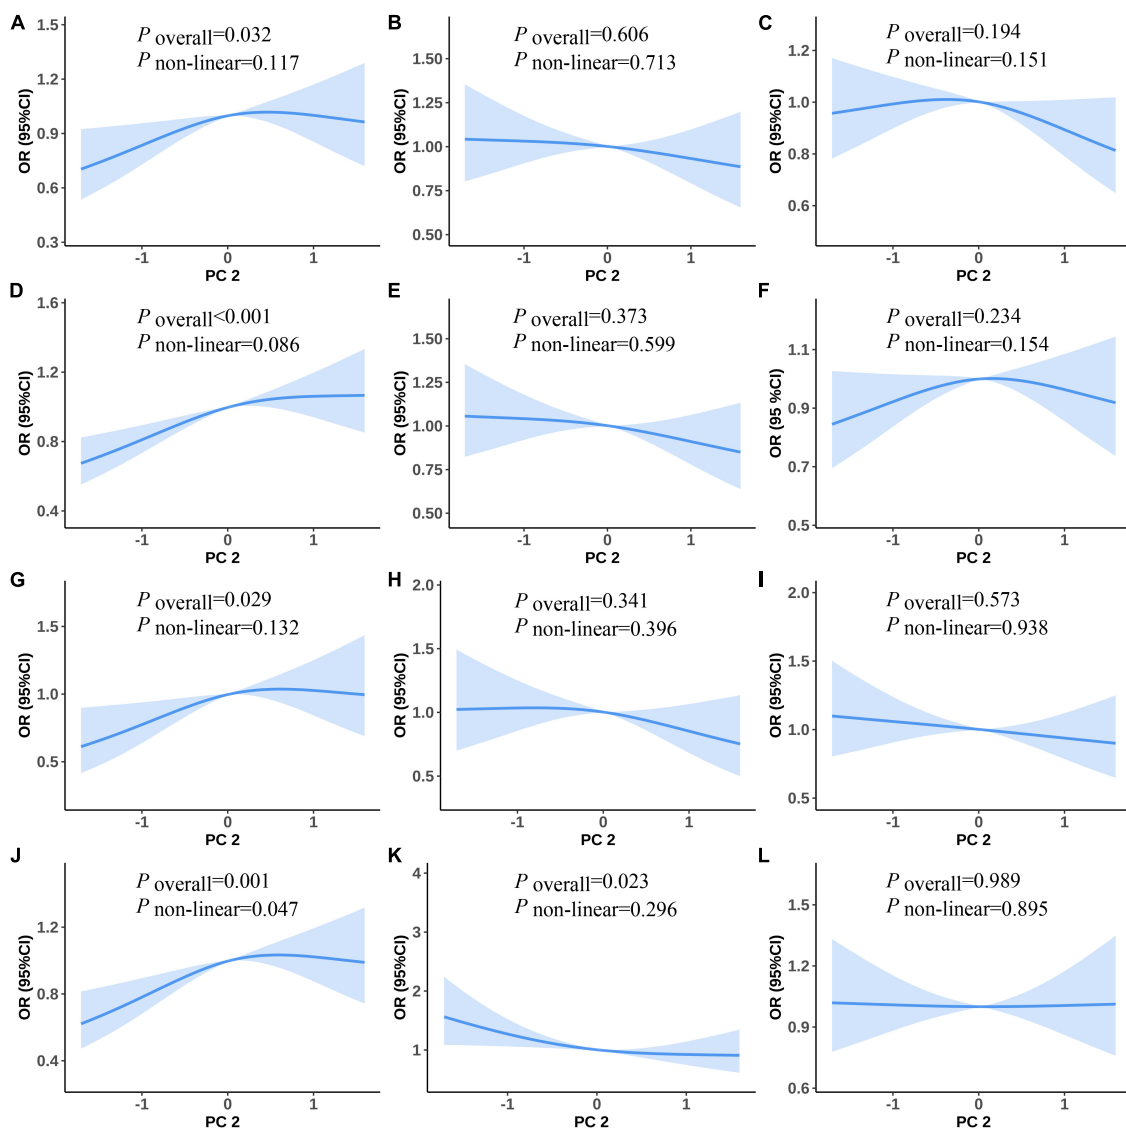 A
P overall=0.032
P non-linear=0.117
1.5
1.2
0.9
0.6
0.3
OR (95%CI)
-1 0 1
PC 2
B
P overall=0.606
P non-linear=0.713
1.50
1.25
1.00
0.75
0.50
OR (95%CI)
-1 0 1
PC 2
C
P overall=0.194
P non-linear=0.151
1.2
1.0
0.8
0.6
OR (95 %CI)
-1 0 1
PC 2
D
P overall<0.001
P non-linear=0.086
1.6
1.2
0.8
0.4
OR (95%CI)
-1 0 1
PC 2
E
P overall=0.373
P non-linear=0.599
1.50
1.25
1.00
0.75
0.50
OR (95%CI)
-1 0 1
PC 2
F
P overall=0.234
P non-linear=0.154
1.1
0.9
0.7
0.5
OR (95 %CI)
-1 0 1
PC 2
G
P overall=0.029
P non-linear=0.132
1.5
1.0
0.5
OR (95%CI)
-1 0 1
PC 2
H
P overall=0.341
P non-linear=0.396
2.0
1.5
1.0
0.5
OR (95%CI)
-1 0 1
PC 2
I
P overall=0.573
P non-linear=0.938
2.0
1.5
1.0
0.5
OR (95%CI)
-1 0 1
PC 2
J
P overall=0.001
P non-linear=0.047
1.2
0.8
0.4
OR (95%CI)
-1 0 1
PC 2
K
P overall=0.023
P non-linear=0.296
4
3
2
1
OR (95%CI)
-1 0 1
PC 2
L
P overall=0.989
P non-linear=0.895
1.5
1.2
0.9
0.6
OR (95%CI)
-1 0 1
PC 2